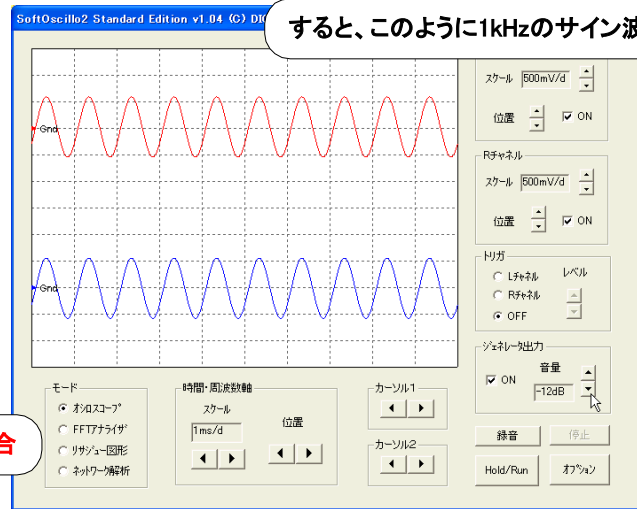 SoftOscillo2 Standard Edition v1.04 (C) DI
すると、このように1kHzのサイン波
スケール 500mV/d
位置 ON
Gnd
Rチャネル
スケール 500mV/d
位置 ON
Gnd
トリガ
Lチャネル レベル
Rチャネル
OFF
ジェネレータ出力
音量
ON -12dB
モード
オシロスコープ
FFTアナライザ
リサジュー図形
ネットワーク解析
時間・周波数軸
スケール 位置
1ms/d
カーソル1
カーソル2
録音 停止
Hold/Run オプション
合